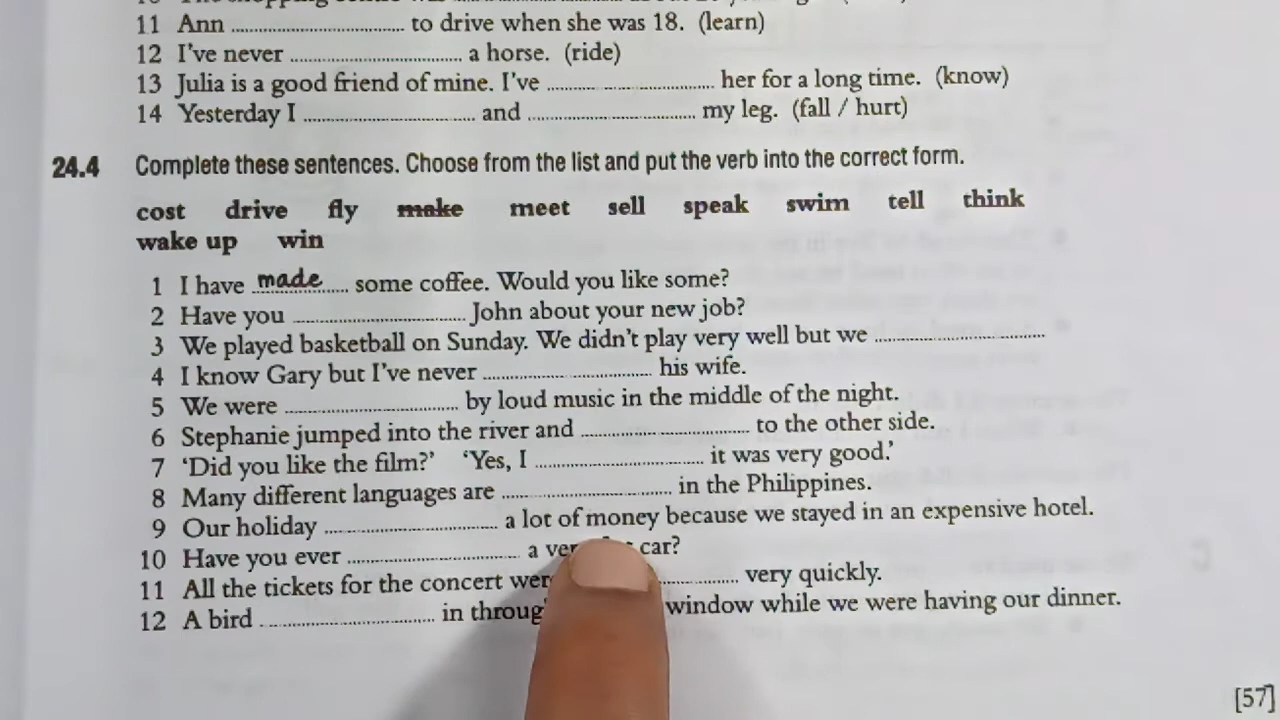 11 Ann ............ to drive when she was 18. (learn)
12 I've never ............ a horse. (ride)
13 Julia is a good friend of mine. I've ............ her for a long time. (know)
14 Yesterday I ............ and ............ my leg. (fall / hurt)
24.4 Complete these sentences. Choose from the list and put the verb into the correct form.
cost drive fly make meet sell speak swim tell think
wake up win
1 I have made some coffee. Would you like some?
2 Have you ............ John about your new job?
3 We played basketball on Sunday. We didn't play very well but we ............
4 I know Gary but I've never ............ his wife.
5 We were ............ by loud music in the middle of the night.
6 Stephanie jumped into the river and ............ to the other side.
7 'Did you like the film?' 'Yes, I ............ it was very good.'
8 Many different languages are ............ in the Philippines.
9 Our holiday ............ a lot of money because we stayed in an expensive hotel.
10 Have you ever ............ a car?
11 All the tickets for the concert ............ very quickly.
12 A bird ............ in window while we were having our dinner.
[57]